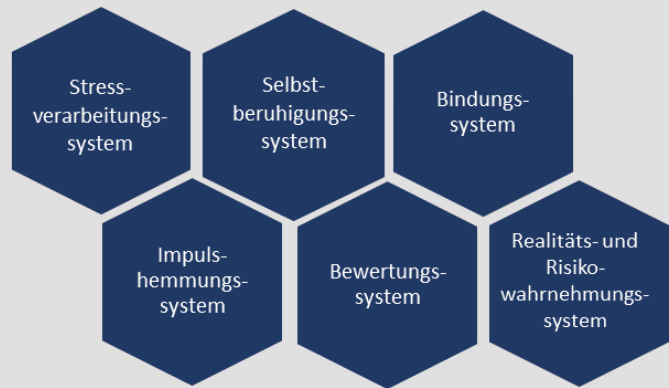 Stress-
verarbeitungs-
system
Selbst-
beruhigungs-
system
Bindungs-
system
Impuls-
hemmungs-
system
Bewertungs-
system
Realitäts- und
Risiko-
wahrnehmungs-
system